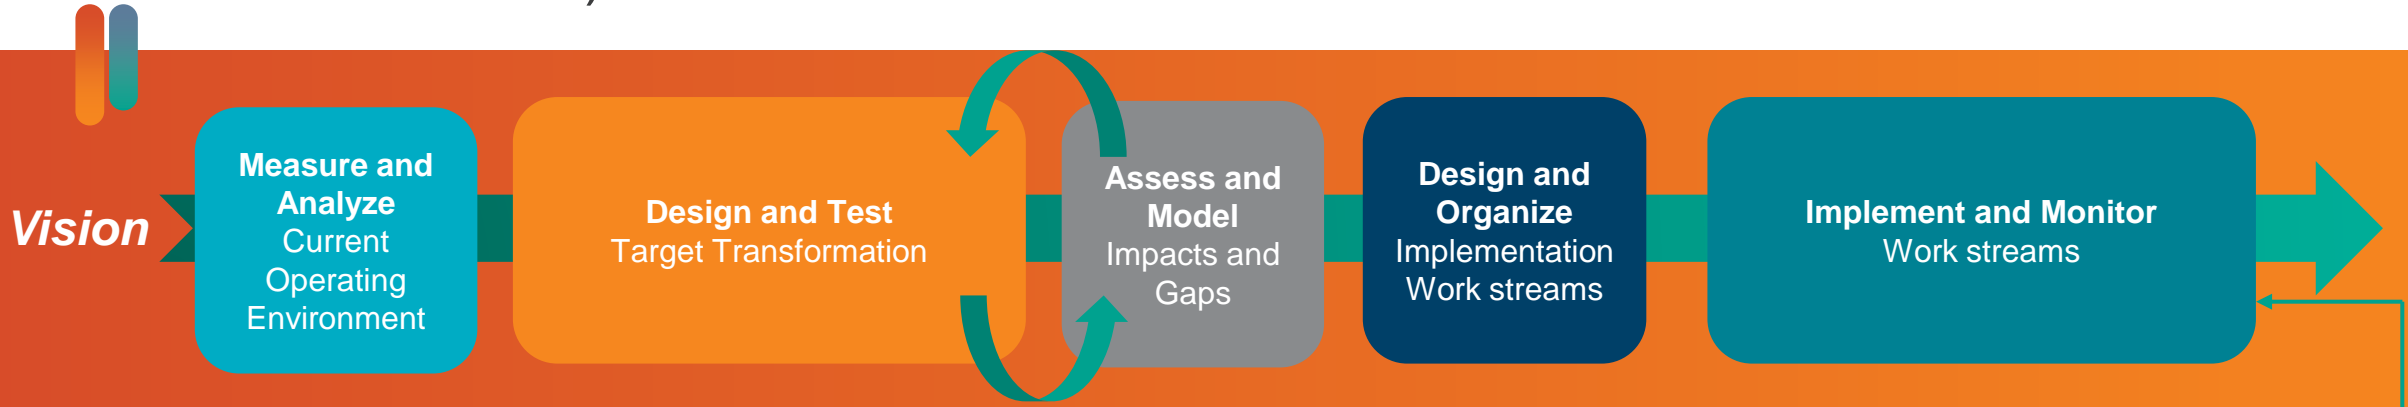 Vision
Measure and
Analyze
Current
Operating
Environment
Design and Test
Target Transformation
Assess and
Model
Impacts and
Gaps
Design and
Organize
Implementation
Work streams
Implement and Monitor
Work streams